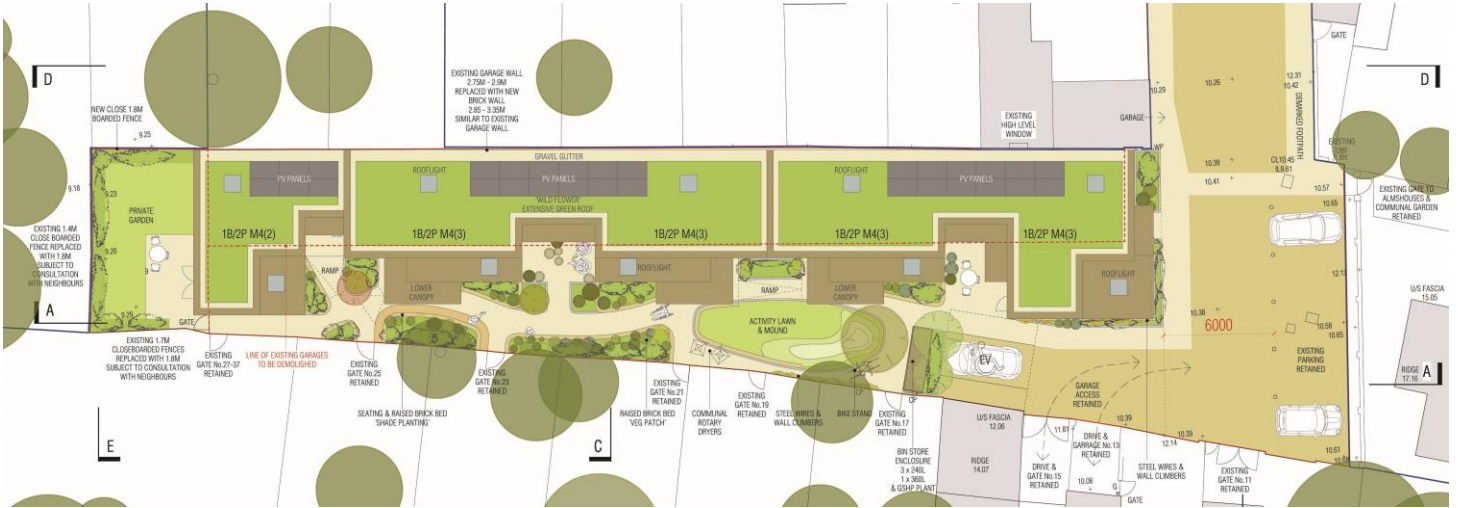 D
NEW CLOSE 1.8M
BOARDED FENCE
9.25
9.16
9.23
PRIVATE
GARDEN
EXISTING 1.4M
CLOSE BOARDED
FENCE REPLACED
WITH 1.8M
SUBJECT TO
CONSULTATION
WITH NEIGHBOURS
9.20
9.29
A
GATE
EXISTING 1.7M
CLOSEBOARDED FENCES
REPLACED WITH 1.8M
SUBJECT TO CONSULTATION
WITH NEIGHBOURS
EXISTING
GATE No.27-37
RETAINED
LINE OF EXISTING GARAGES
TO BE DEMOLISHED
E
EXISTING GARAGE WALL
2.75M - 2.9M
REPLACED WITH NEW
BRICK WALL
2.85 - 3.35M
SIMILAR TO EXISTING
GARAGE WALL
GRAVEL GUTTER
PV PANELS
ROOFLIGHT
PV PANELS
'WILD FLOWER'
EXTENSIVE GREEN ROOF
ROOFLIGHT
PV PANELS
1B/2P M4(2)
1B/2P M4(3)
1B/2P M4(3)
1B/2P M4(3)
1B/2P M4(3)
RAMP
LOWER
CANOPY
ROOFLIGHT
RAMP
LOWER
CANOPY
ROOFLIGHT
ACTIVITY LAWN
& MOUND
EXISTING
GATE No.25
RETAINED
SEATING & RAISED BRICK BED
'SHADE PLANTING'
EXISTING
GATE No.23
RETAINED
C
EXISTING
GATE No.21
RETAINED
RAISED BRICK BED
'VEG PATCH'
COMMUNAL
ROTARY
DRYERS
EXISTING
GATE No.19
RETAINED
STEEL WIRES &
WALL CLIMBERS
CP
BIKE STAND
EXISTING
GATE No.17
RETAINED
CP
BIN STORE
ENCLOSURE
3 x 240L
1 x 360L
& GSHP PLANT
EV
U/S FASCIA
12.06
RIDGE
14.07
11.81
DRIVE &
GATE No.15
RETAINED
DRIVE &
GARRAGE No.13
RETAINED
10.08
GATE
GARAGE
ACCESS
RETAINED
10.39
12.14
10.39
STEEL WIRES &
WALL CLIMBERS
EXISTING
GATE No.11
RETAINED
10.61
EXISTING
HIGH LEVEL
WINDOW
10.29
GARAGE
WP
10.26
12.31
10.42
DEMARKED FOOTPATH
10.39
10.41
CL10.45
IL9.61
GATE
EXISTING
D
10.57
10.65
EXISTING GATE TO
ALMSHOUSES &
COMMUNAL GARDEN
RETAINED
10.65
U/S FASCIA
15.05
10.38
6000
10.58
10.65
EXISTING
PARKING
RETAINED
RIDGE
17.16
A